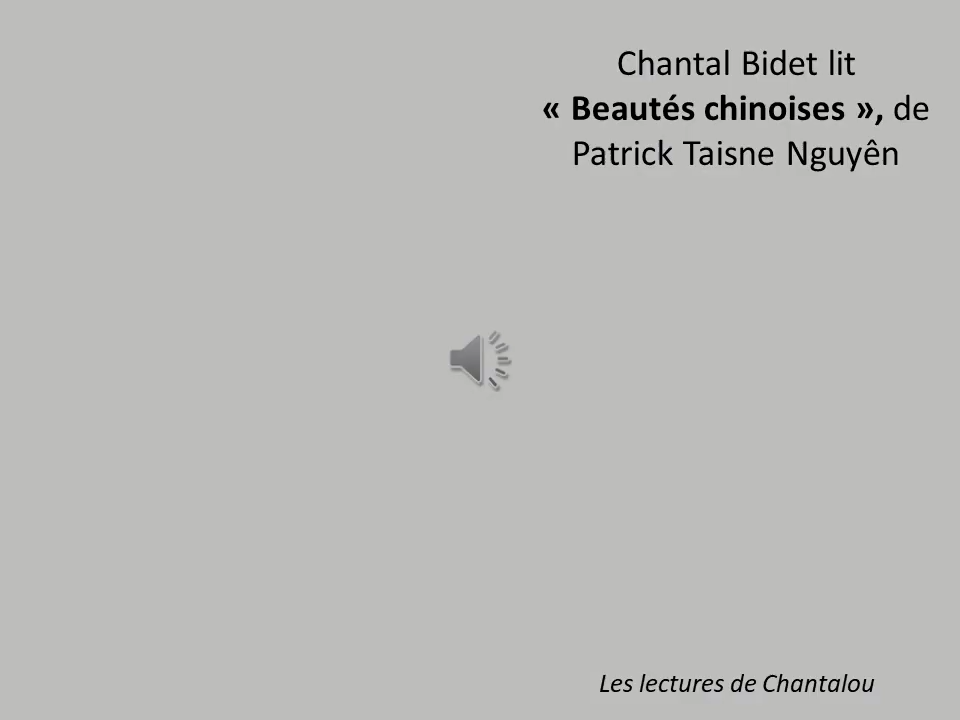 Chantal Bidet lit
« Beautés chinoises », de
Patrick Taisne Nguyên
Les lectures de Chantalou